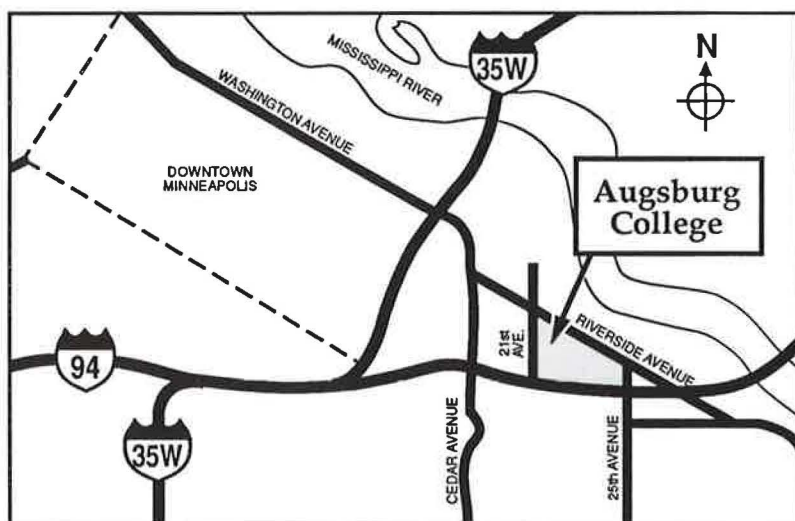 MISSISSIPPI RIVER
35W
N
WASHINGTON AVENUE
DOWNTOWN
MINNEAPOLIS
Augsburg
College
21st
AVE.
RIVERSIDE AVENUE
94
35W
CEDAR AVENUE
25th AVENUE